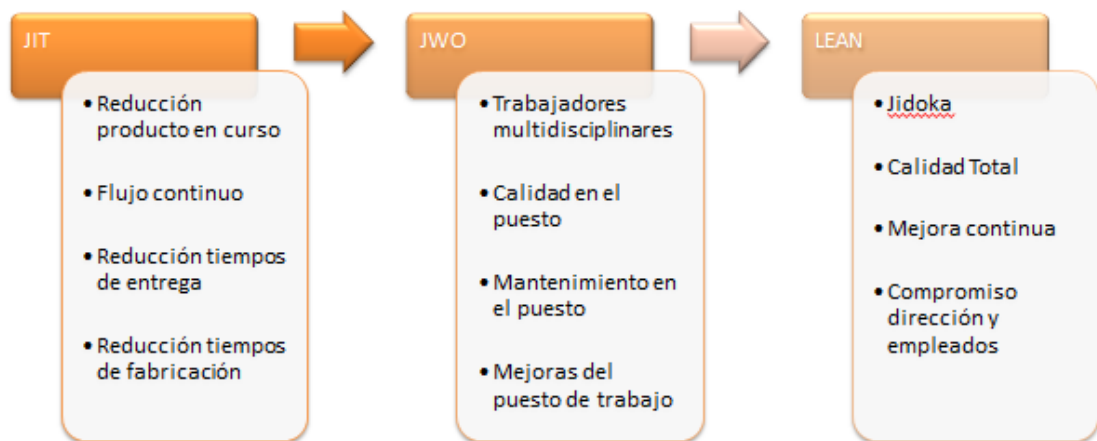 JIT
• Reducción
producto en curso
• Flujo continuo
• Reducción tiempos
de entrega
• Reducción tiempos
de fabricación
JWO
• Trabajadores
multidisciplinares
• Calidad en el
puesto
• Mantenimiento en
el puesto
• Mejoras del
puesto de trabajo
LEAN
• Jidoka
• Calidad Total
• Mejora continua
• Compromiso
dirección y
empleados